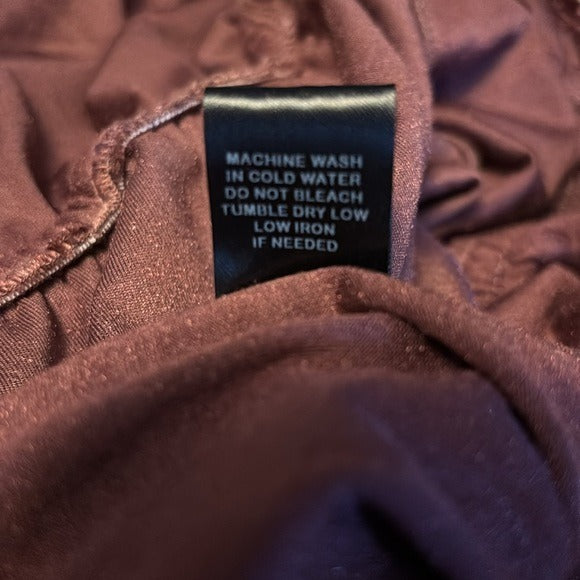 MACHINE WASH
IN COLD WATER
DO NOT BLEACH
TUMBLE DRY LOW
LOW IRON
IF NEEDED